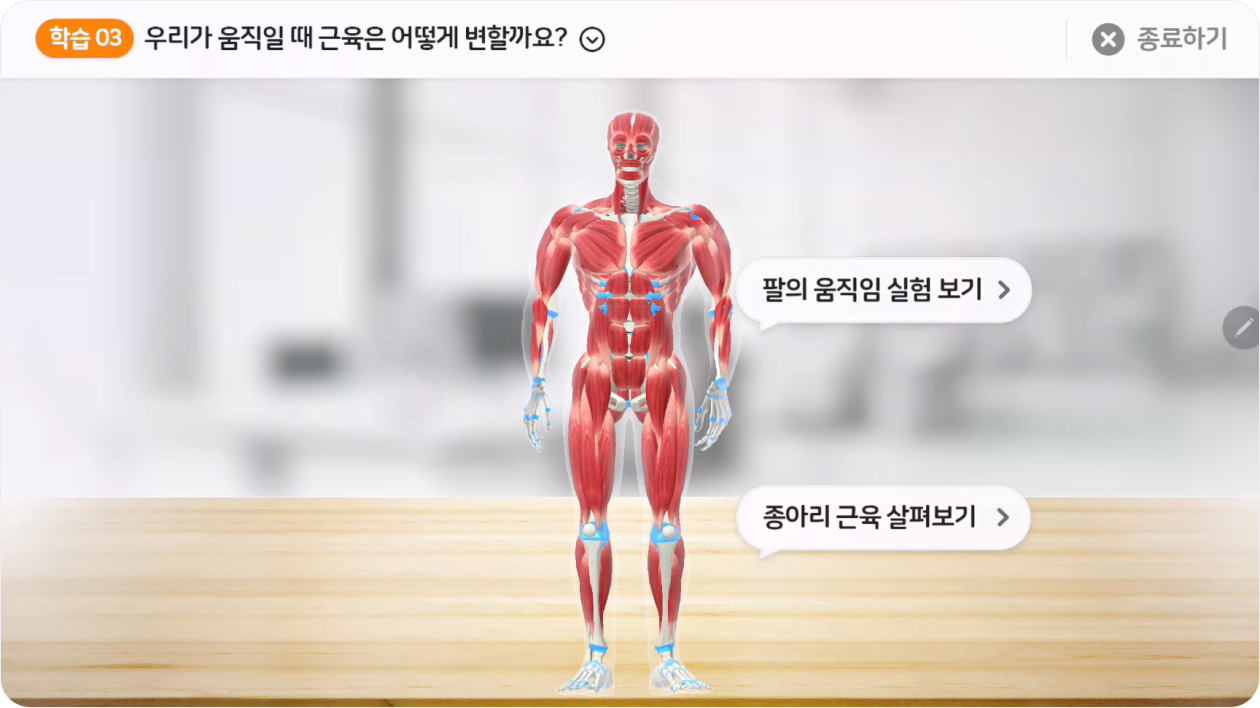 학습 03 우리가 움직일 때 근육은 어떻게 변할까요?
종료하기
팔의 움직임 실험 보기
종아리 근육 살펴보기